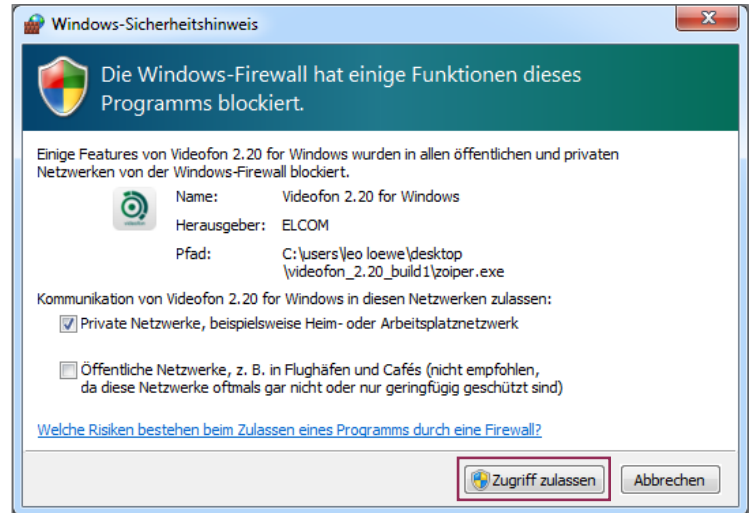 Windows-Sicherheitshinweis
Die Windows-Firewall hat einige Funktionen dieses
Programms blockiert.
Einige Features von Videofon 2.20 for Windows wurden in allen öffentlichen und privaten
Netzwerken von der Windows-Firewall blockiert.
Name: Videofon 2.20 for Windows
Herausgeber: ELCOM
Pfad: C:\users\leo loewe\desktop
\videofon_2.20_build1\zoiper.exe
videofon
Kommunikation von Videofon 2.20 for Windows in diesen Netzwerken zulassen:
Private Netzwerke, beispielsweise Heim- oder Arbeitsplatznetzwerk
Öffentliche Netzwerke, z. B. in Flughäfen und Cafés (nicht empfohlen,
da diese Netzwerke oftmals gar nicht oder nur geringfügig geschützt sind)
Welche Risiken bestehen beim Zulassen eines Programms durch eine Firewall?
Zugriff zulassen Abbrechen